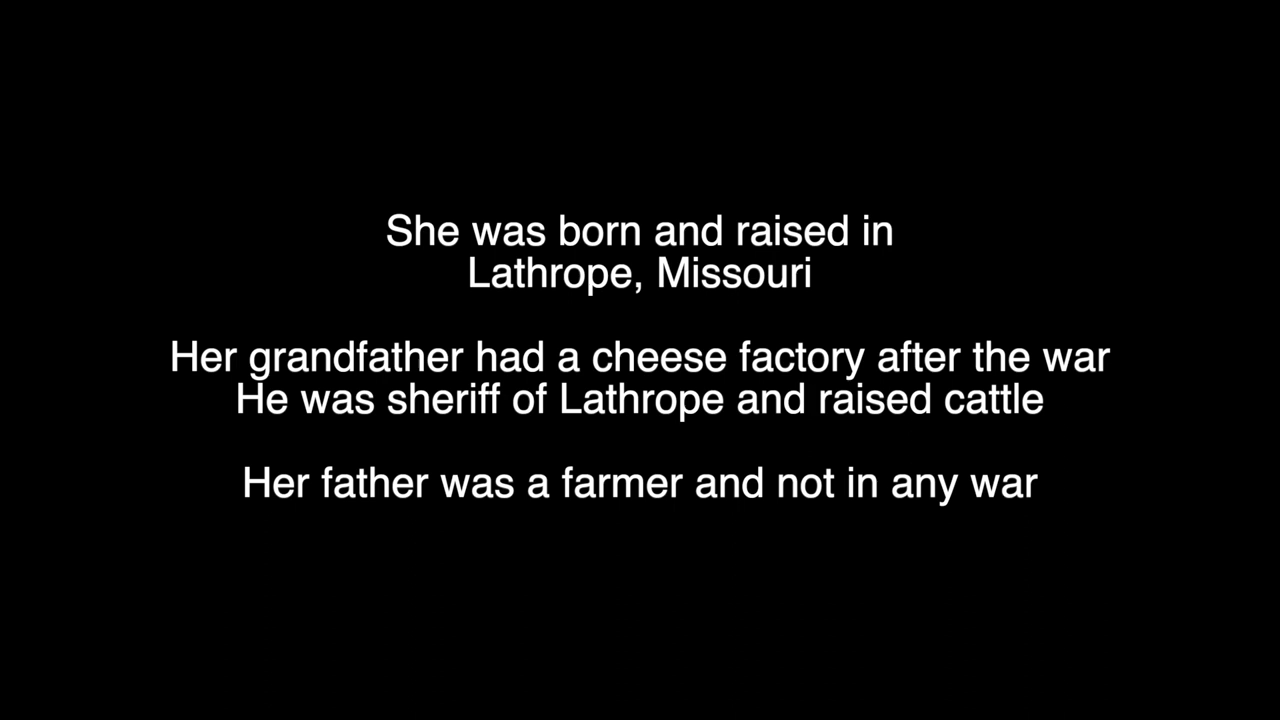 She was born and raised in
Lathrope, Missouri
Her grandfather had a cheese factory after the war
He was sheriff of Lathrope and raised cattle
Her father was a farmer and not in any war